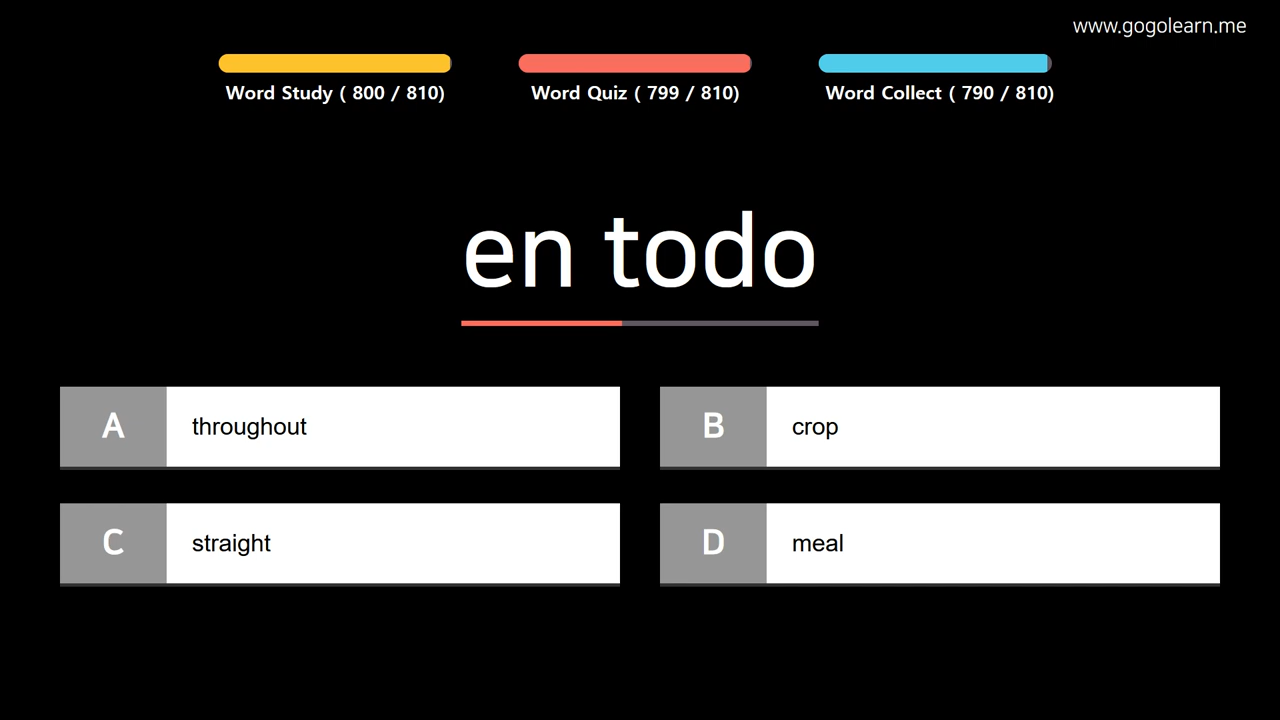 www.gogolearn.me
Word Study ( 800 / 810)
Word Quiz ( 799 / 810)
Word Collect ( 790 / 810)
en todo
A throughout
B crop
C straight
D meal